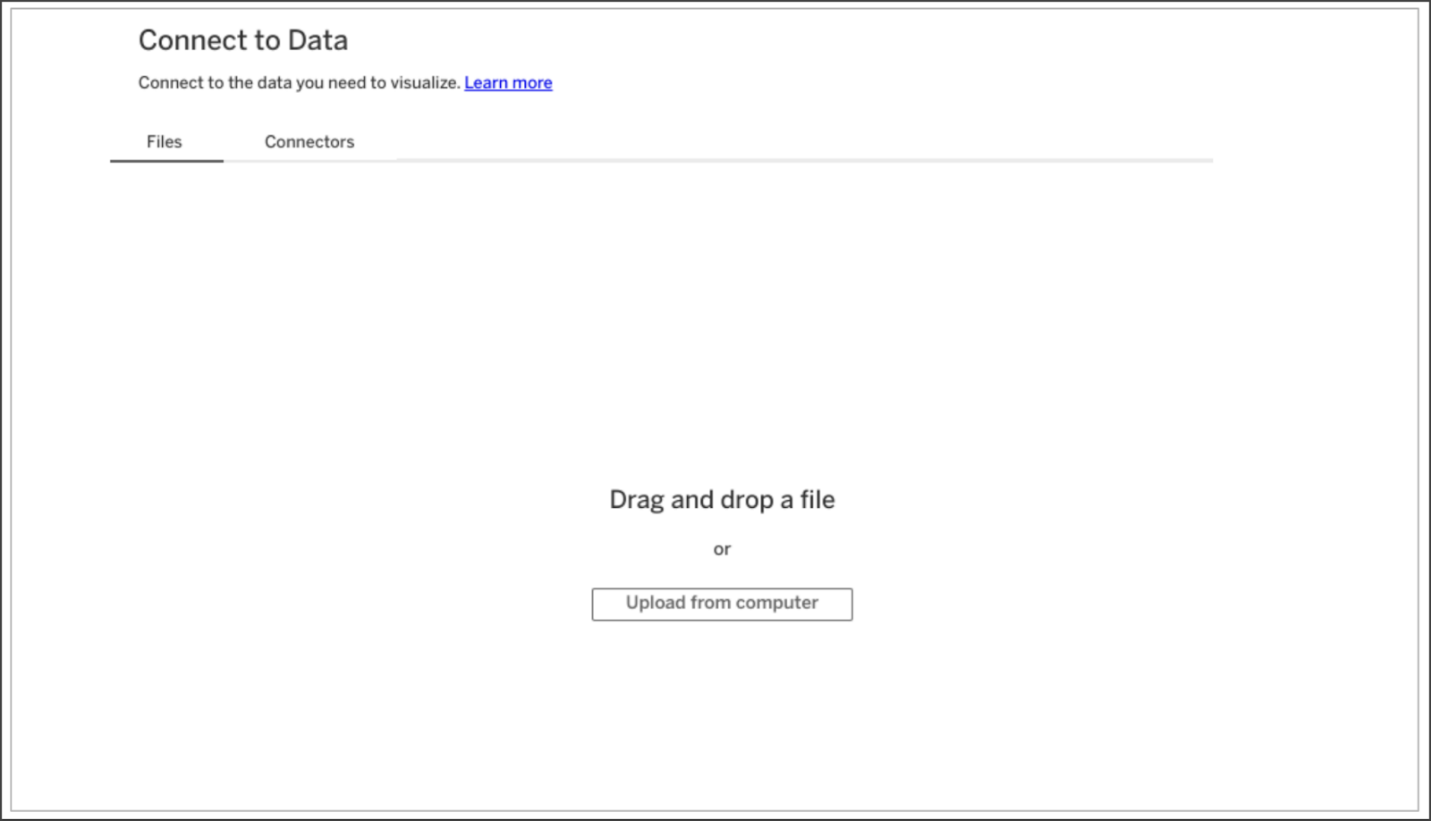 Connect to Data
Connect to the data you need to visualize. Learn more
Files Connectors
Drag and drop a file
or
Upload from computer